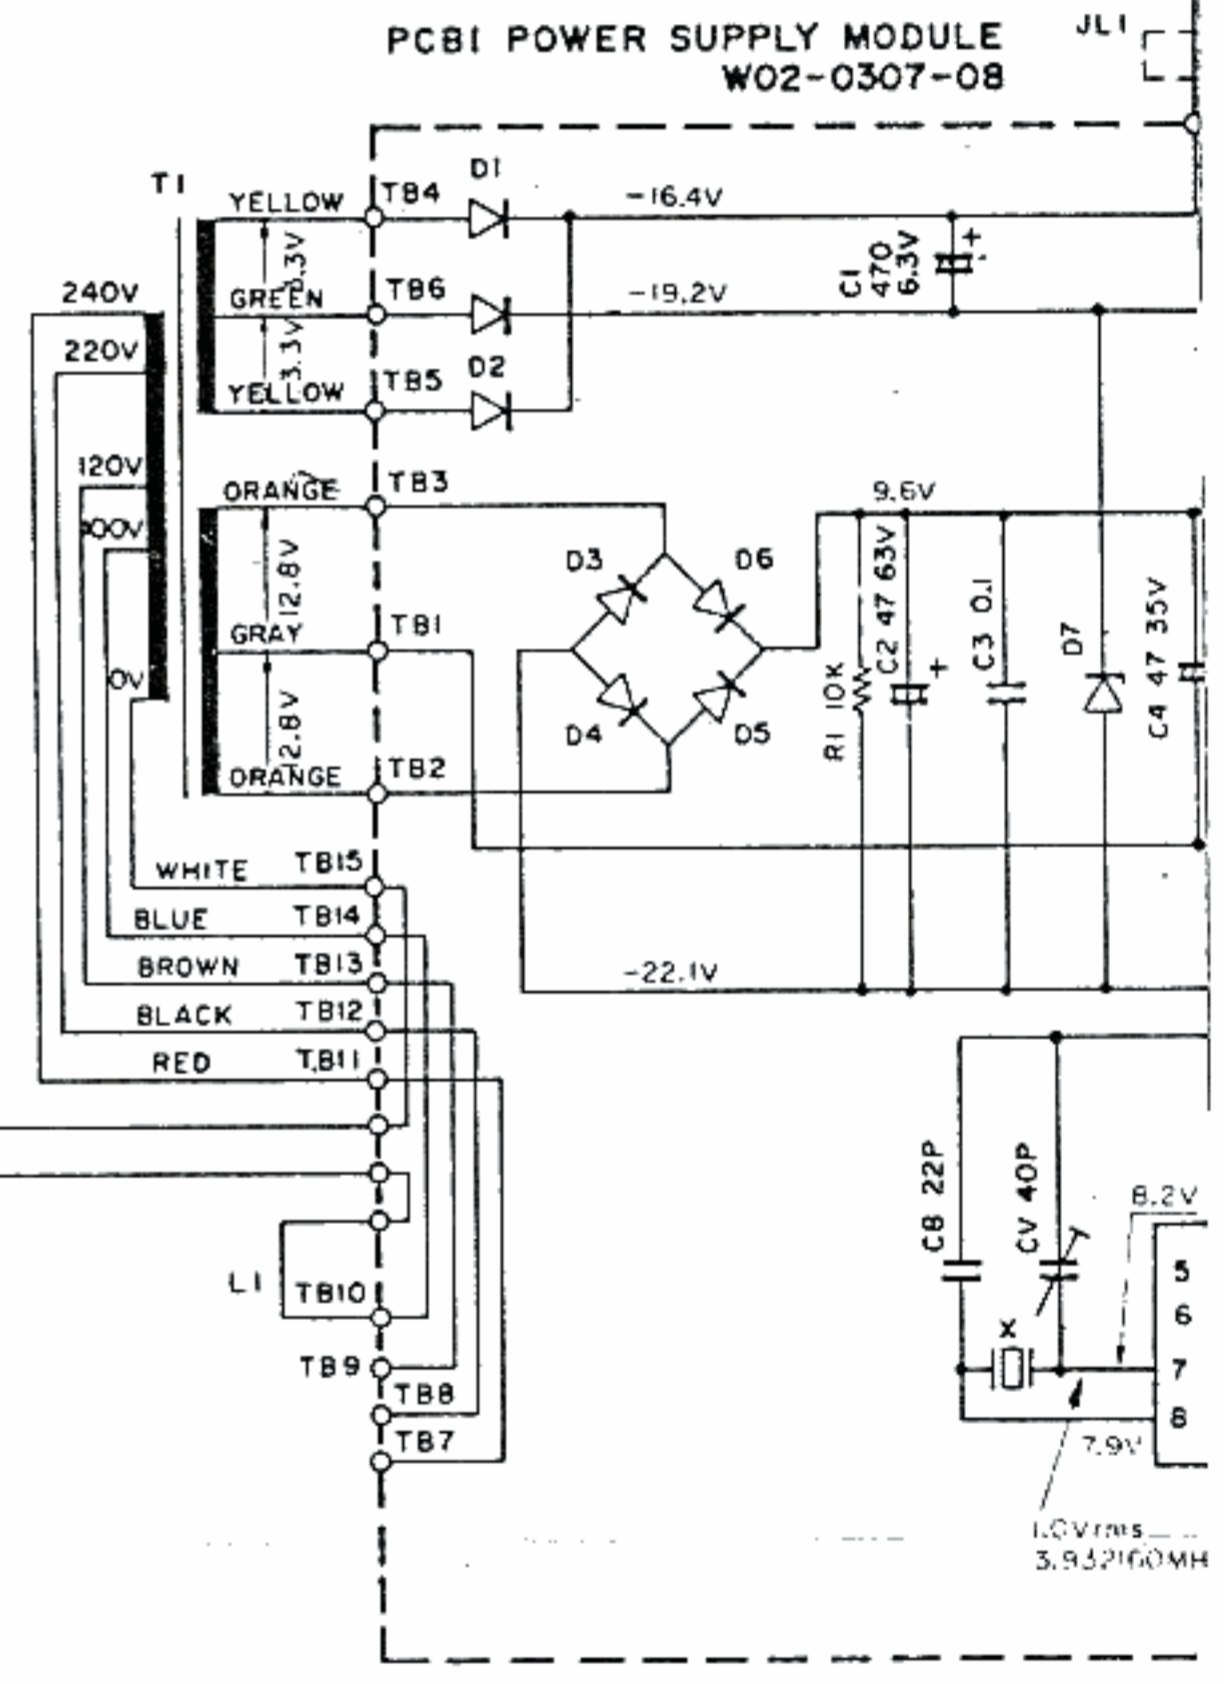 PCB1 POWER SUPPLY MODULE
W02-0307-08
JL1
T1
D1
YELLOW
TB4
-16.4V
3.3V
C1
470
6.3V
+
240V
GREEN
TB6
-19.2V
220V
3.3V
D2
YELLOW
TB5
120V
ORANGE
TB3
9.6V
00V
12.8V
D3
D6
GRAY
TB1
R1 10K
C2 47 63V
+
C3 0.1
D7
C4 47 35V
0V
12.8V
D4
D5
ORANGE
TB2
WHITE
TB15
BLUE
TB14
BROWN
TB13
-22.1V
BLACK
TB12
RED
TB11
C8 22P
CV 40P
8.2V
5
L1
TB10
6
X
TB9
7
TB8
8
TB7
7.9V
1.0Vrms